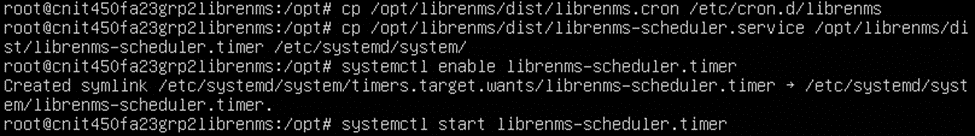 root@cnit450fa23grp2librenms:/opt# cp /opt/librenms/dist/librenms.cron /etc/cron.d/librenms
root@cnit450fa23grp2librenms:/opt# cp /opt/librenms/dist/librenms-scheduler.service /opt/librenms/di
st/librenms-scheduler.timer /etc/systemd/system/
root@cnit450fa23grp2librenms:/opt# systemctl enable librenms-scheduler.timer
Created symlink /etc/systemd/system/timers.target.wants/librenms-scheduler.timer → /etc/systemd/syst
em/librenms-scheduler.timer.
root@cnit450fa23grp2librenms:/opt# systemctl start librenms-scheduler.timer